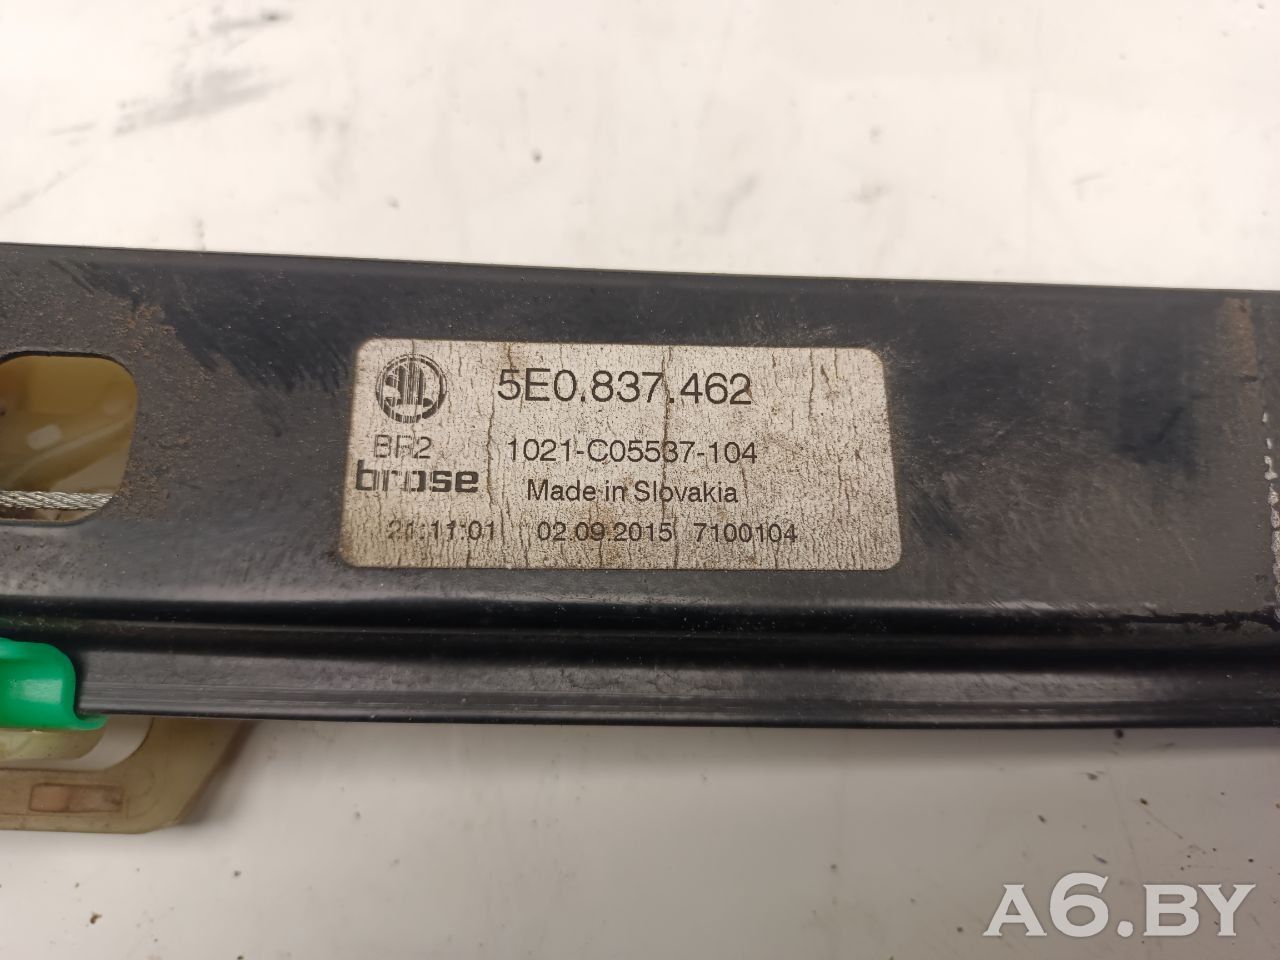 5E0.837.462
BR2
1021-C05537-104
brose
Made in Slovakia
21:11:01 02.09.2015 7100104
A6.BY